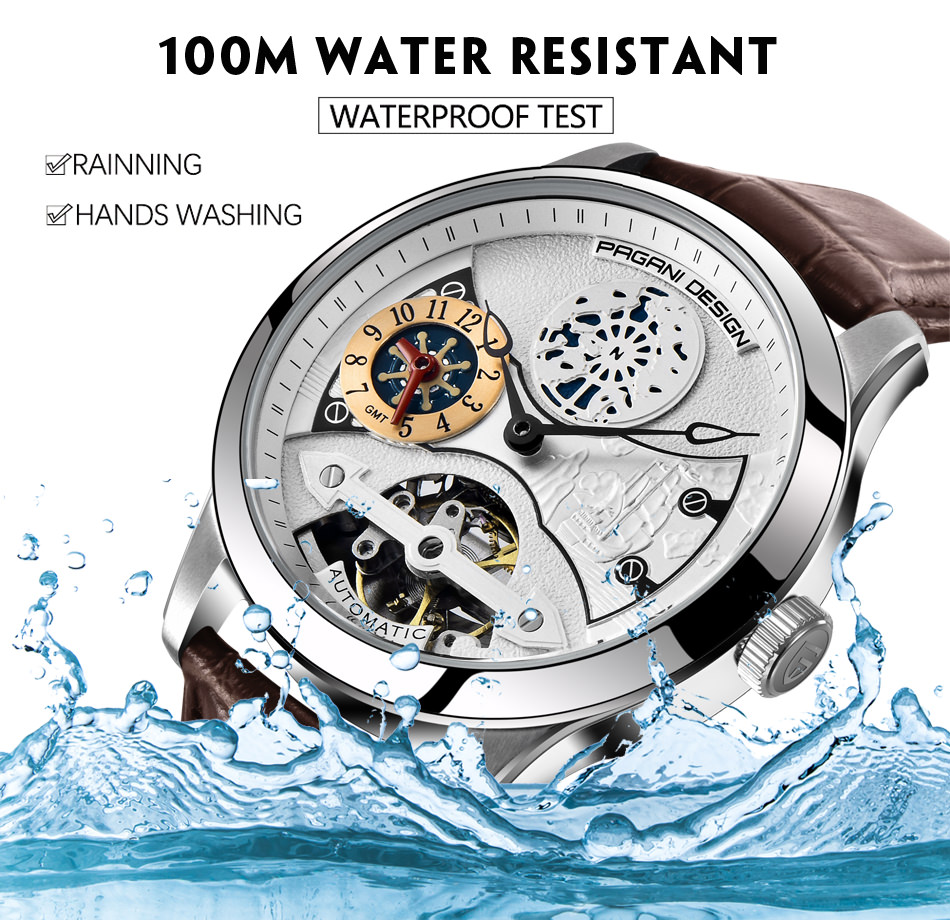 100M WATER RESISTANT
WATERPROOF TEST
RAINNING
HANDS WASHING
PAGANI DESIGN
12
1
2
3
4
5
7
8
9
10
11
GMT
N
AUTOMATIC